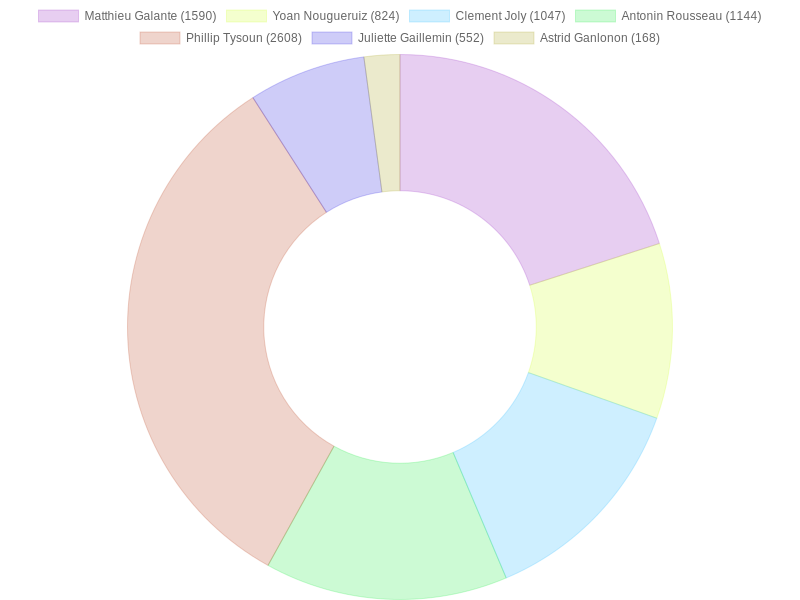 Matthieu Galante (1590) Yoan Nougueruiz (824) Clement Joly (1047) Antonin Rousseau (1144)
Phillip Tysoun (2608) Juliette Gaillemin (552) Astrid Ganlonon (168)